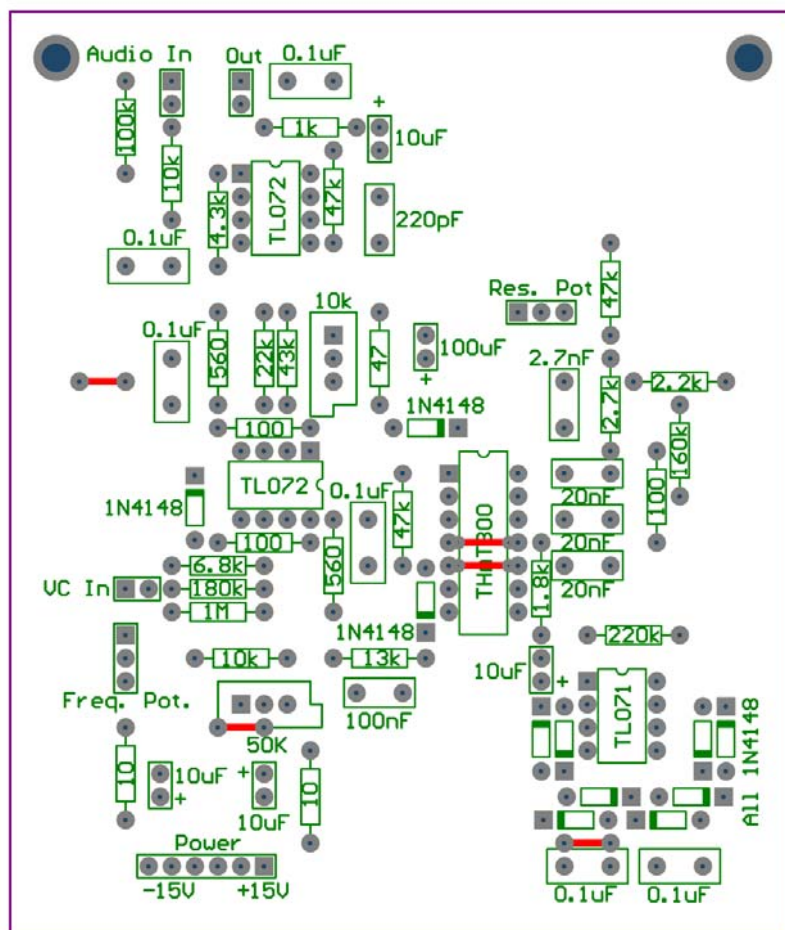 Audio In
Out
0.1uF
100k
10k
1k
+
10uF
4.3k
TL072
47k
220pF
0.1uF
Res. Pot
47k
0.1uF
560
22k
43k
10k
47
100uF
+
2.7nF
2.7k
2.2k
1N4148
100
160k
100
TL072
1N4148
0.1uF
47k
THAT300
20nF
20nF
20nF
100
560
1.8k
6.8k
VC In
180k
1M
1N4148
220k
10k
13k
10uF
+
TL071
Freq. Pot.
100nF
50K
All 1N4148
10
10uF
+
+
10uF
10
Power
-15V
+15V
0.1uF
0.1uF